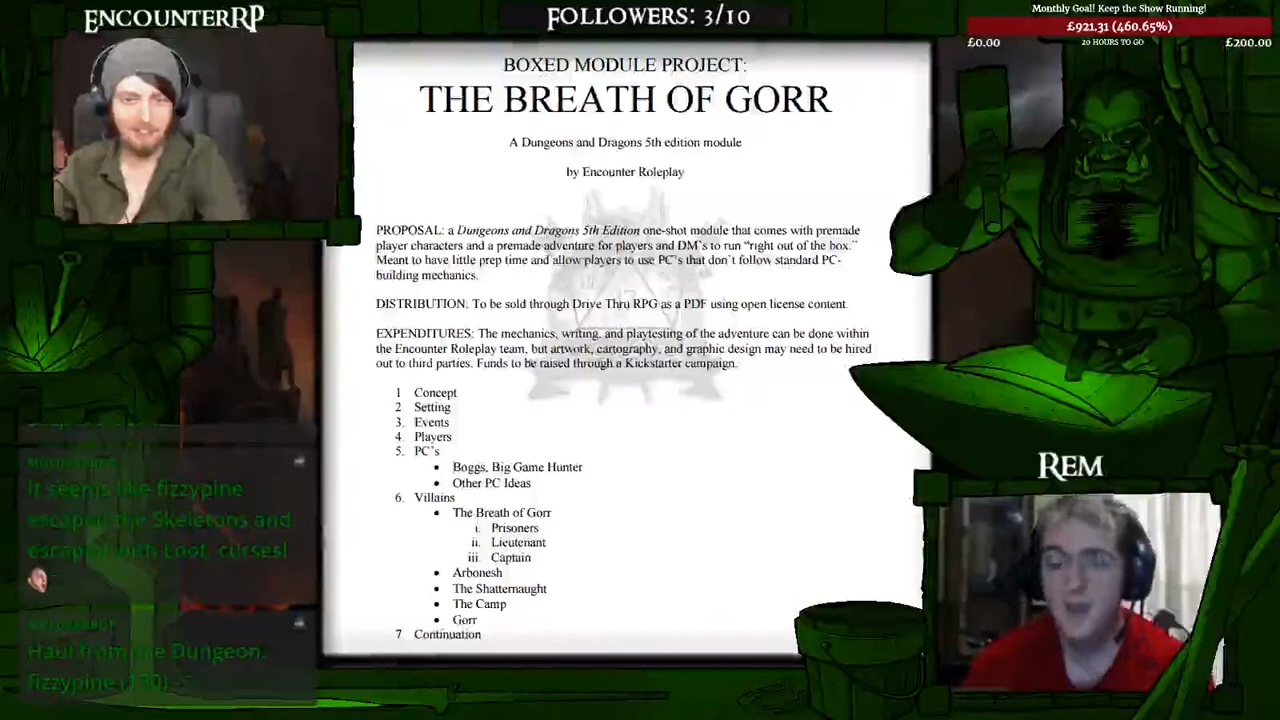 ENCOUNTERRP
FOLLOWERS: 3/10
Monthly Goal! Keep the Show Running!
£921.31 (460.65%)
£0.00
20 HOURS TO GO
£200.00
BOXED MODULE PROJECT:
THE BREATH OF GORR
A Dungeons and Dragons 5th edition module
by Encounter Roleplay
PROPOSAL: a Dungeons and Dragons 5th Edition one-shot module that comes with premade
player characters and a premade adventure for players and DM's to run “right out of the box.”
Meant to have little prep time and allow players to use PC's that don't follow standard PC-
building mechanics.
DISTRIBUTION: To be sold through Drive Thru RPG as a PDF using open license content.
EXPENDITURES: The mechanics, writing, and playtesting of the adventure can be done within
the Encounter Roleplay team, but artwork, cartography, and graphic design may need to be hired
out to third parties. Funds to be raised through a Kickstarter campaign.
1 Concept
2 Setting
3. Events
4. Players
5. PC's
• Boggs, Big Game Hunter
• Other PC Ideas
6. Villains
• The Breath of Gorr
i. Prisoners
ii. Lieutenant
iii. Captain
• Arbonesh
• The Shatternaught
• The Camp
• Gorr
7 Continuation
It seems like fizzypine
escaped the Skeletons and
escaped with Loot, curses!
Haul from the Dungeon.
fizzypine
REM